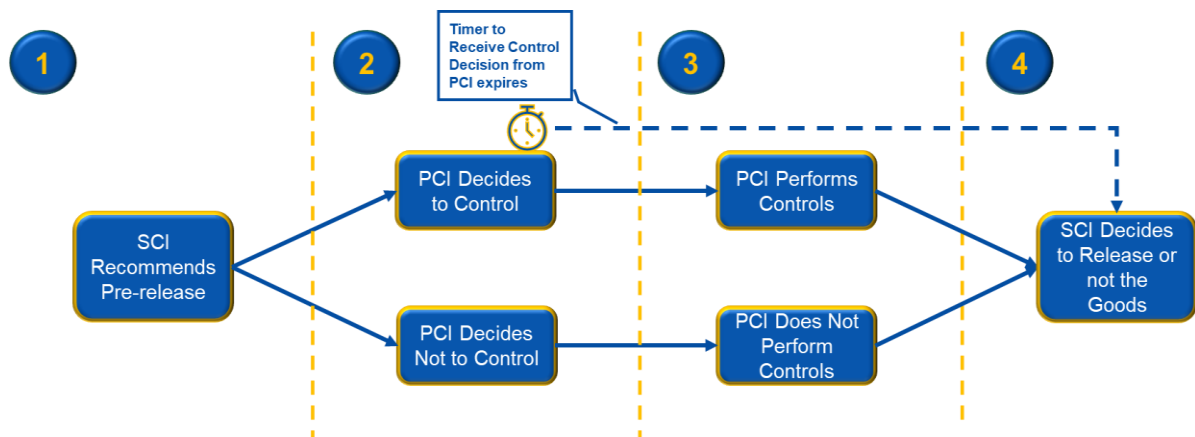 1
2
3
4
Timer to
Receive Control
Decision from
PCI expires
SCI
Recommends
Pre-release
PCI Decides
to Control
PCI Decides
Not to Control
PCI Performs
Controls
PCI Does Not
Perform
Controls
SCI Decides
to Release or
not the
Goods